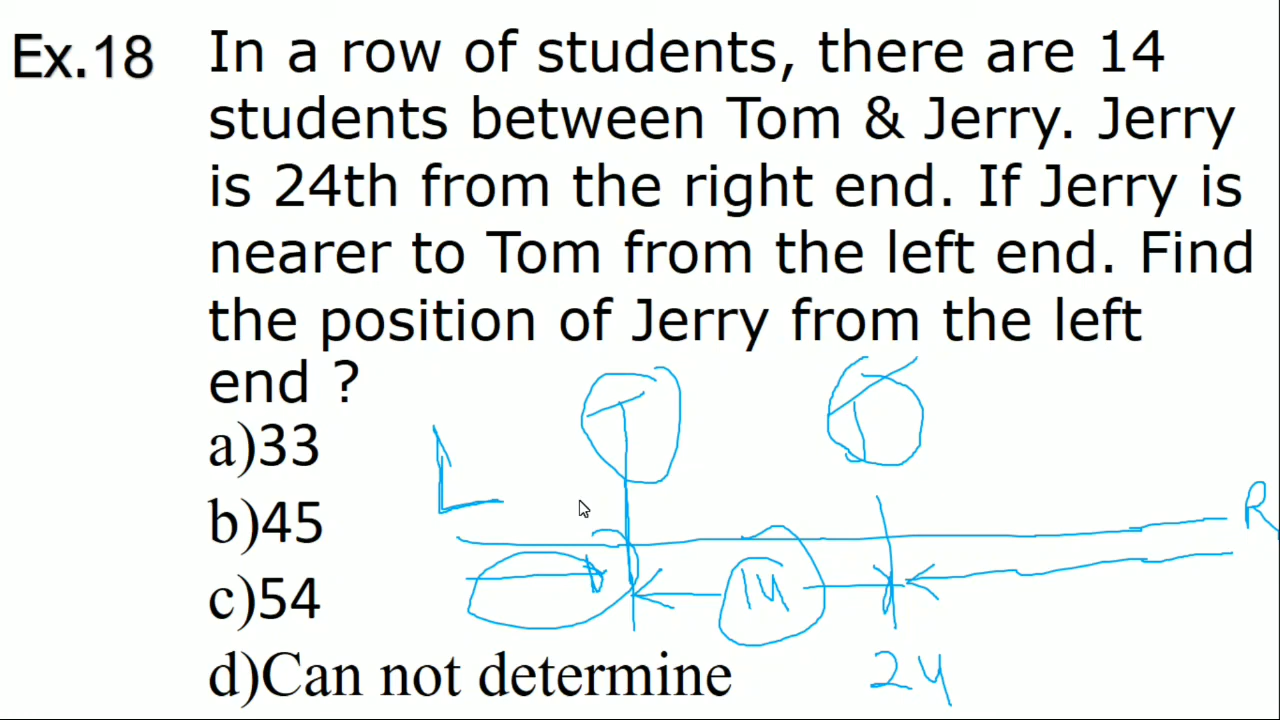 Ex.18 In a row of students, there are 14
students between Tom & Jerry. Jerry
is 24th from the right end. If Jerry is
nearer to Tom from the left end. Find
the position of Jerry from the left
end ?
T J
a)33
L R
b)45
14
c)54
24
d)Can not determine